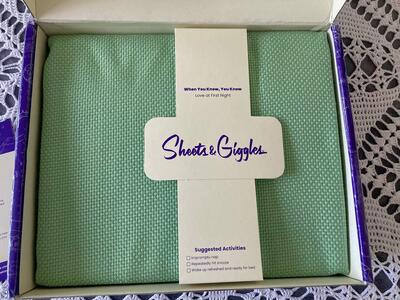 When You Know, You Know
Love at First Night
Sheets & Giggles
Suggested Activities
Impromptu nap
Repeatedly hit snooze
Wake up refreshed and ready for bed